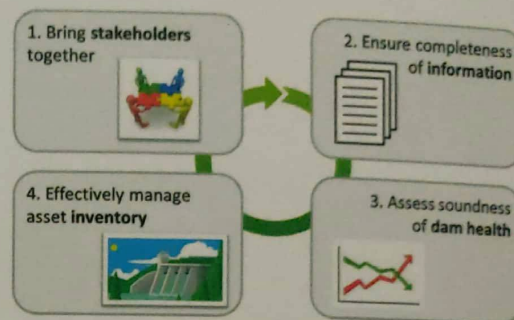 1. Bring stakeholders
together
2. Ensure completeness
of information
3. Assess soundness
of dam health
4. Effectively manage
asset inventory